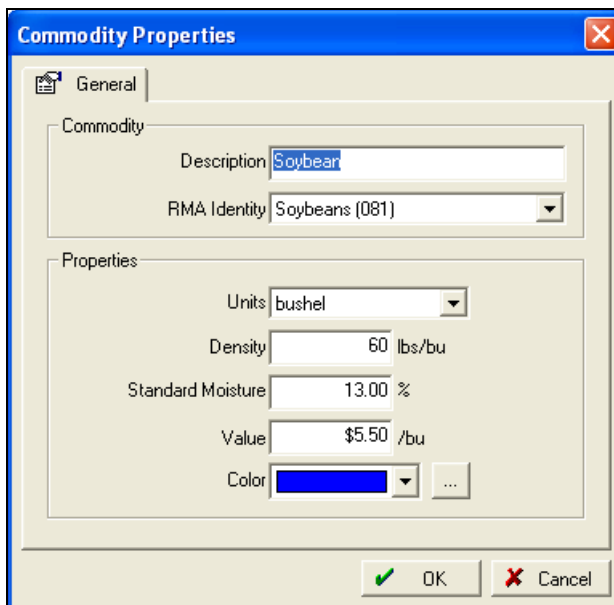 Commodity Properties
General
Commodity
Description Soybean
RMA Identity Soybeans (081)
Properties
Units bushel
Density 60 lbs/bu
Standard Moisture 13.00 %
Value $5.50 /bu
Color ...
OK Cancel